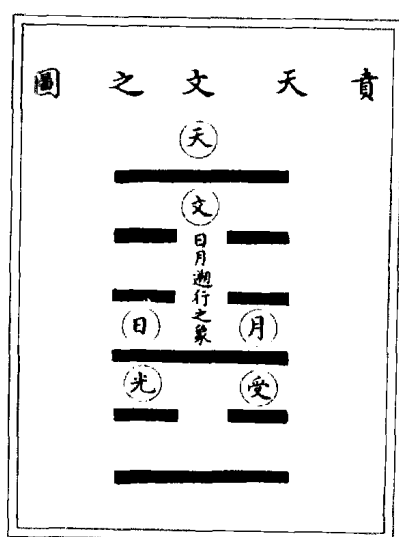 賁天文之圖
天
文
日月遡行之象
月
日
受
光